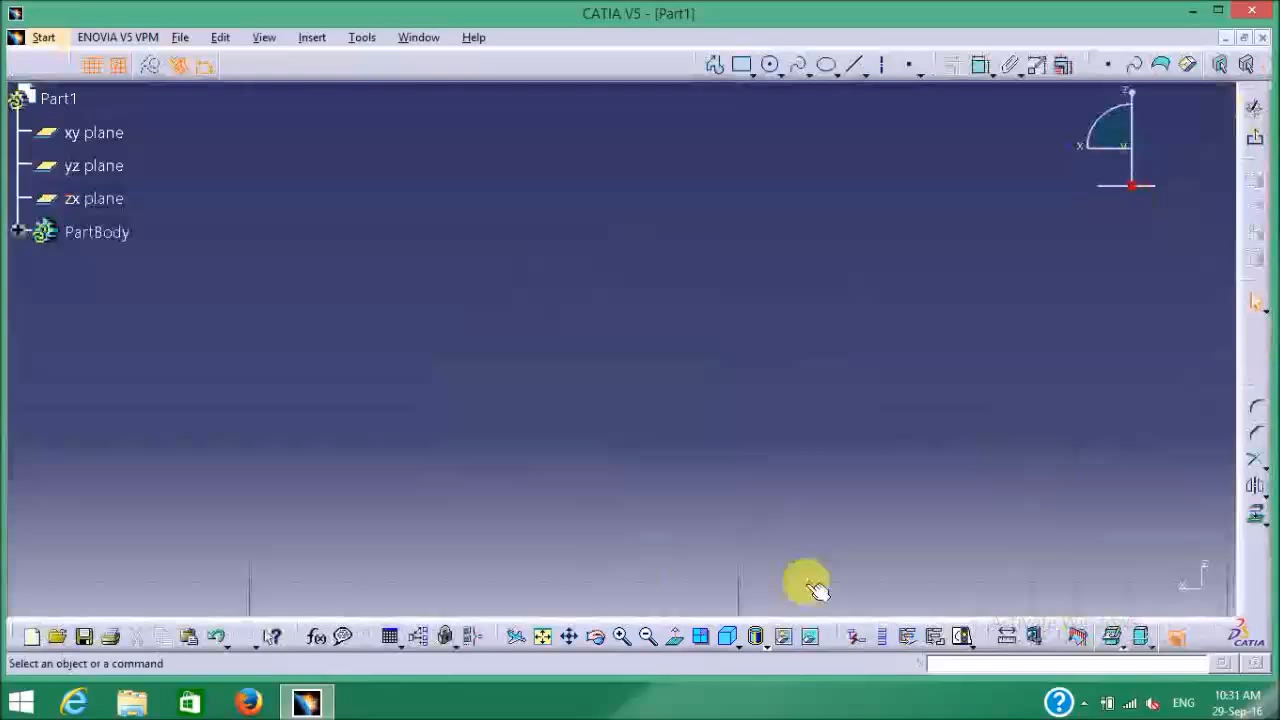 CATIA V5 - [Part1]
Start ENOVIA V5 VPM File Edit View Insert Tools Window Help
Part1
xy plane
yz plane
zx plane
PartBody
z
x y
z
x
f(x)
CATIA
Select an object or a command
ENG
10:31 AM
29-Sep-16